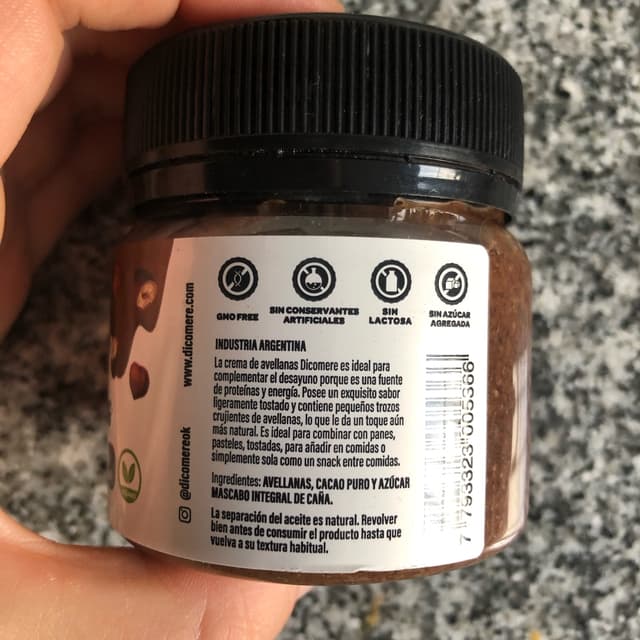 GNO FREE
SIN CONSERVANTES
ARTIFICIALES
SIN
LACTOSA
SIN AZÚCAR
AGREGADA
www.dicomere.com
@dicomereok
INDUSTRIA ARGENTINA
La crema de avellanas Dicomere es ideal para
complementar el desayuno porque es una fuente
de proteínas y energía. Posee un exquisito sabor
ligeramente tostado y contiene pequeños trozos
crujientes de avellanas, lo que le da un toque aún
más natural. Es ideal para combinar con panes,
pasteles, tostadas, para añadir en comidas o
simplemente sola como un snack entre comidas.
Ingredientes: AVELLANAS, CACAO PURO Y AZÚCAR
MASCABO INTEGRAL DE CAÑA.
La separación del aceite es natural. Revolver
bien antes de consumir el producto hasta que
vuelva a su textura habitual.
7 793323 005366